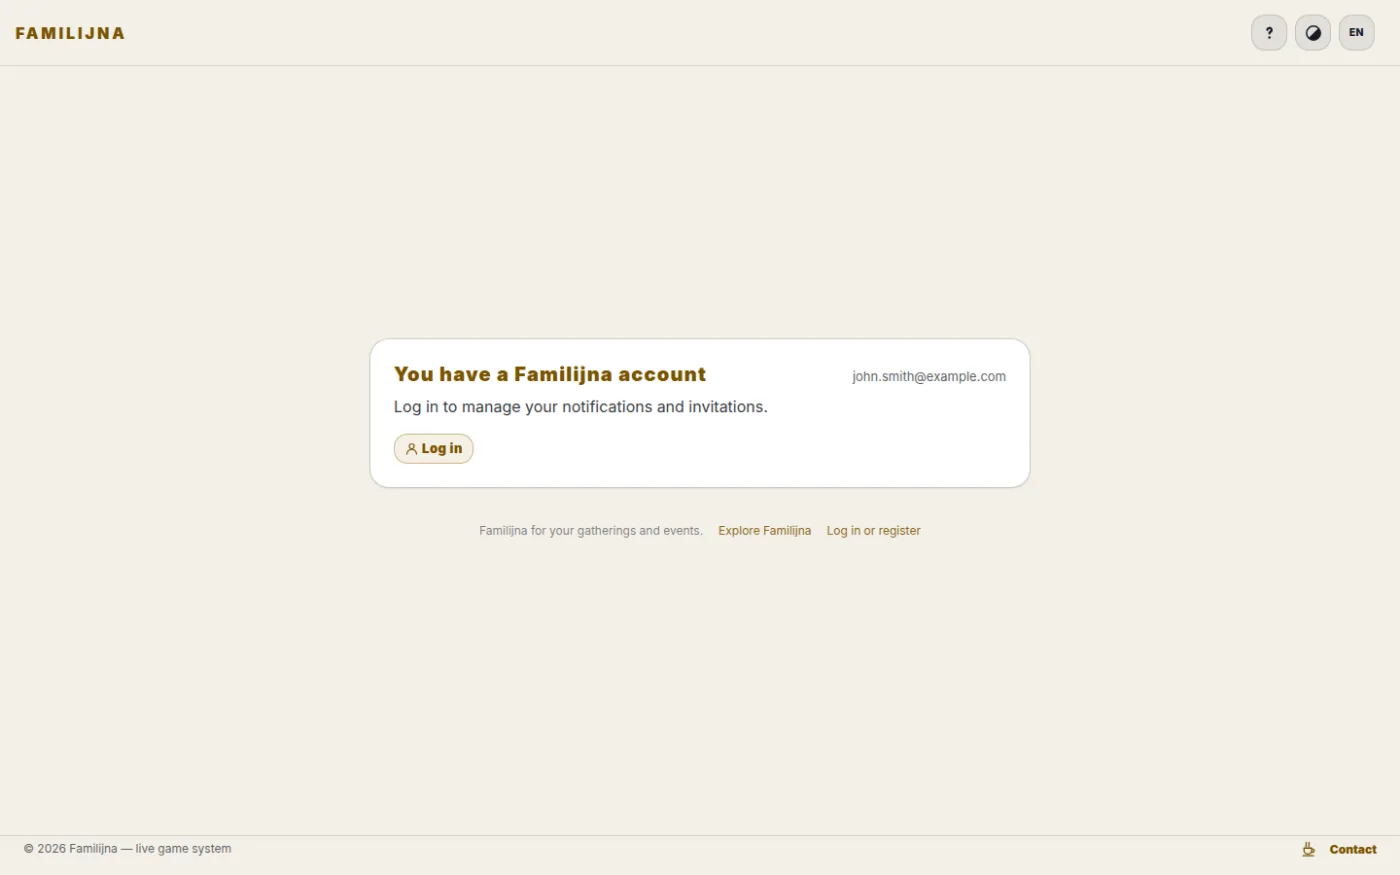 FAMILIJNA
?
EN
You have a Familijna account
john.smith@example.com
Log in to manage your notifications and invitations.
Log in
Familijna for your gatherings and events. Explore Familijna Log in or register
© 2026 Familijna — live game system
Contact